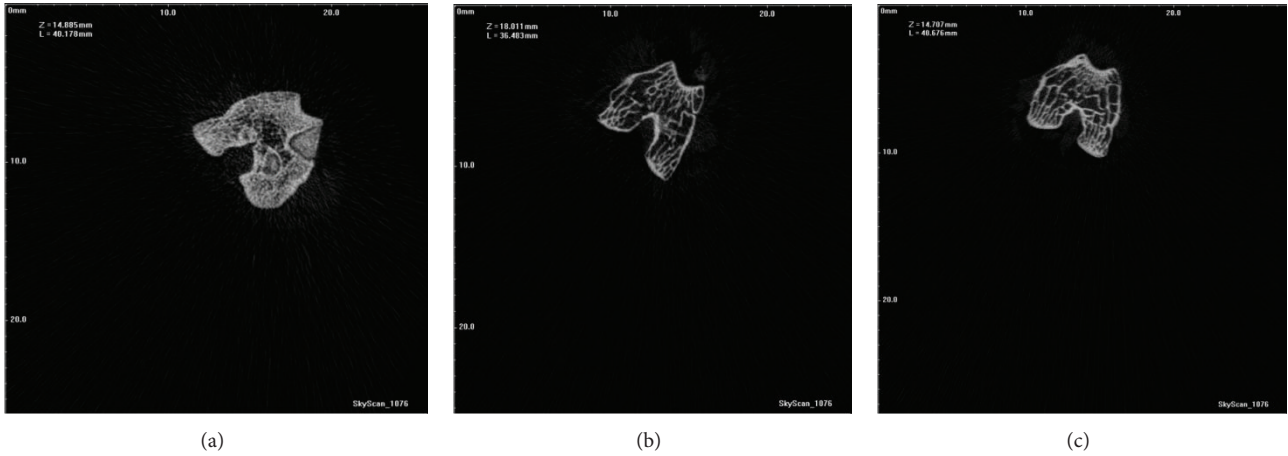 0mm 10.0 20.0
Z = 14.885mm
L = 40.178mm
10.0
20.0
SkyScan_1076
(a)
0mm 10.0 20.0
Z = 18.011mm
L = 36.483mm
10.0
20.0
SkyScan_1076
(b)
0mm 10.0 20.0
Z = 14.707mm
L = 48.676mm
10.0
20.0
SkyScan_1076
(c)